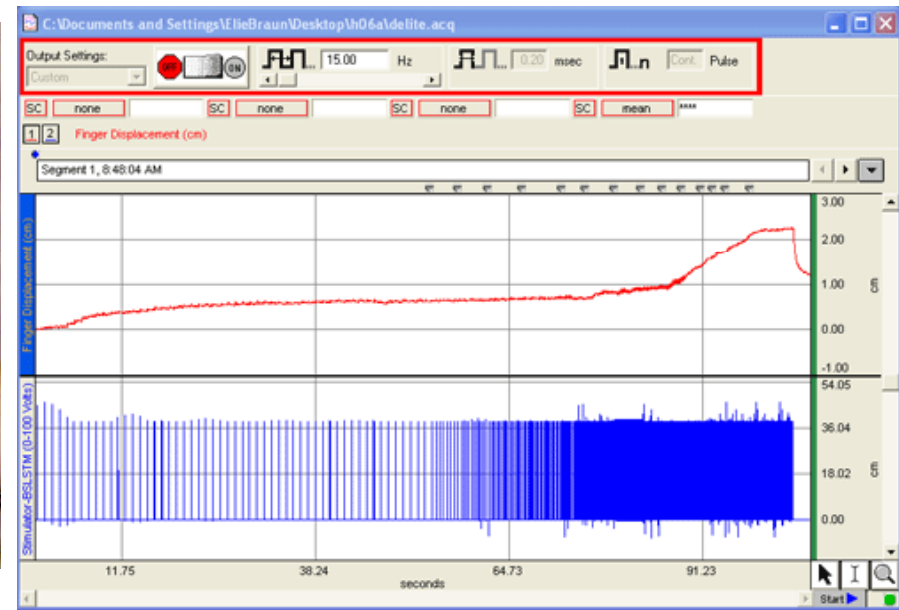 C:\Documents and Settings\ElieBraun\Desktop\h06a\delite.acq
Output Settings:
Custom
OFF ON
15.00 Hz
0.20 msec
n Cont. Pulse
SC none SC none SC none SC mean ****
1 2 Finger Displacement (cm)
Segment 1, 8:48:04 AM
Finger Displacement (cm)
3.00
2.00
1.00
0.00
-1.00
cm
Stimulator-BSLSTM (0-100 Volts)
54.05
36.04
18.02
0.00
cm
11.75 38.24 64.73 91.23
seconds
Start